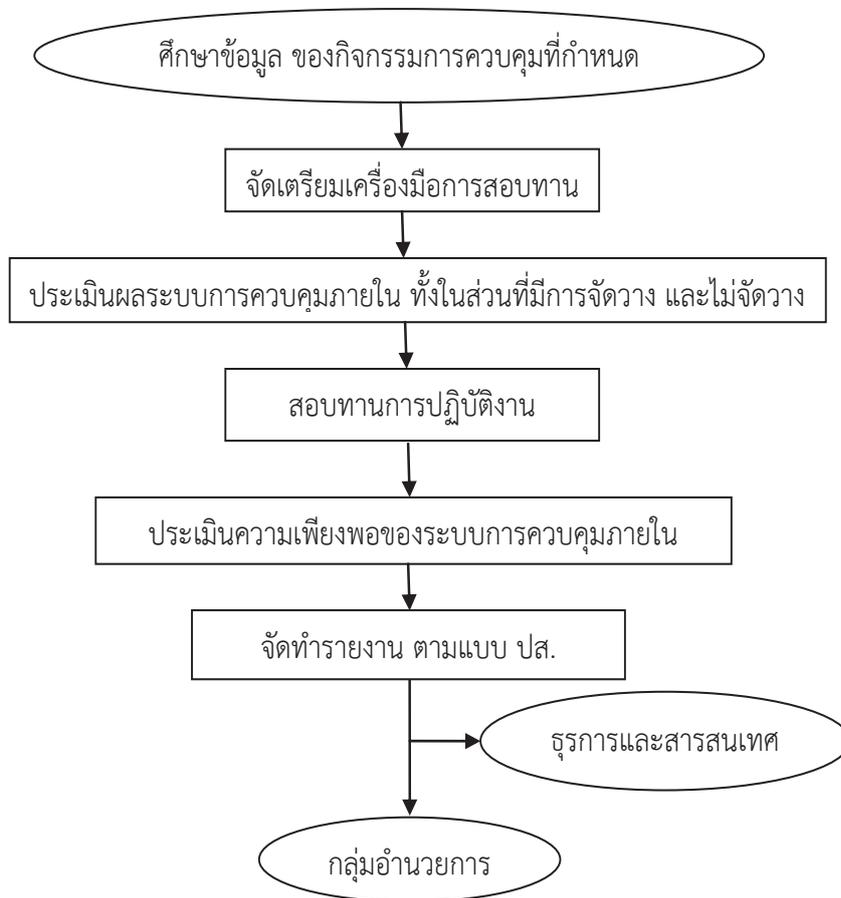 ศึกษาข้อมูล ของกิจกรรมการควบคุมที่กำหนด
จัดเตรียมเครื่องมือการสอบทาน
ประเมินผลระบบการควบคุมภายใน ทั้งในส่วนที่มีการจัดวาง และไม่จัดวาง
สอบทานการปฏิบัติงาน
ประเมินความเพียงพอของระบบการควบคุมภายใน
จัดทำรายงาน ตามแบบ ปส.
ธุรการและสารสนเทศ
กลุ่มอำนวยการ